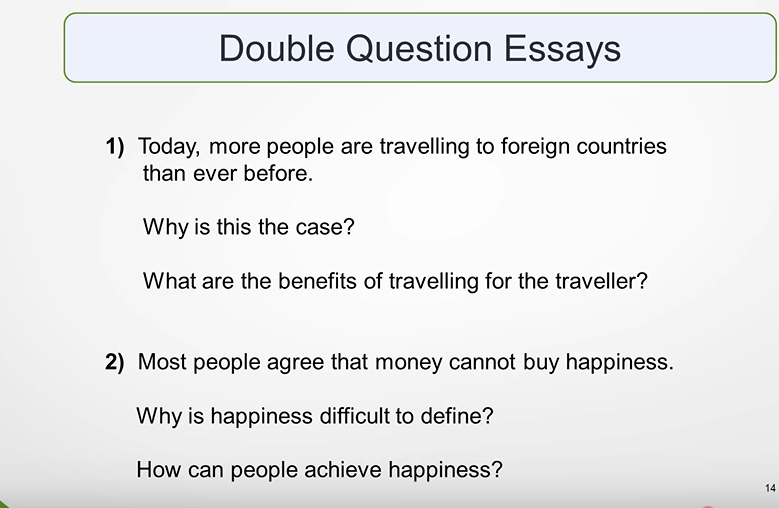 Double Question Essays
1) Today, more people are travelling to foreign countries
than ever before.
Why is this the case?
What are the benefits of travelling for the traveller?
2) Most people agree that money cannot buy happiness.
Why is happiness difficult to define?
How can people achieve happiness?
14